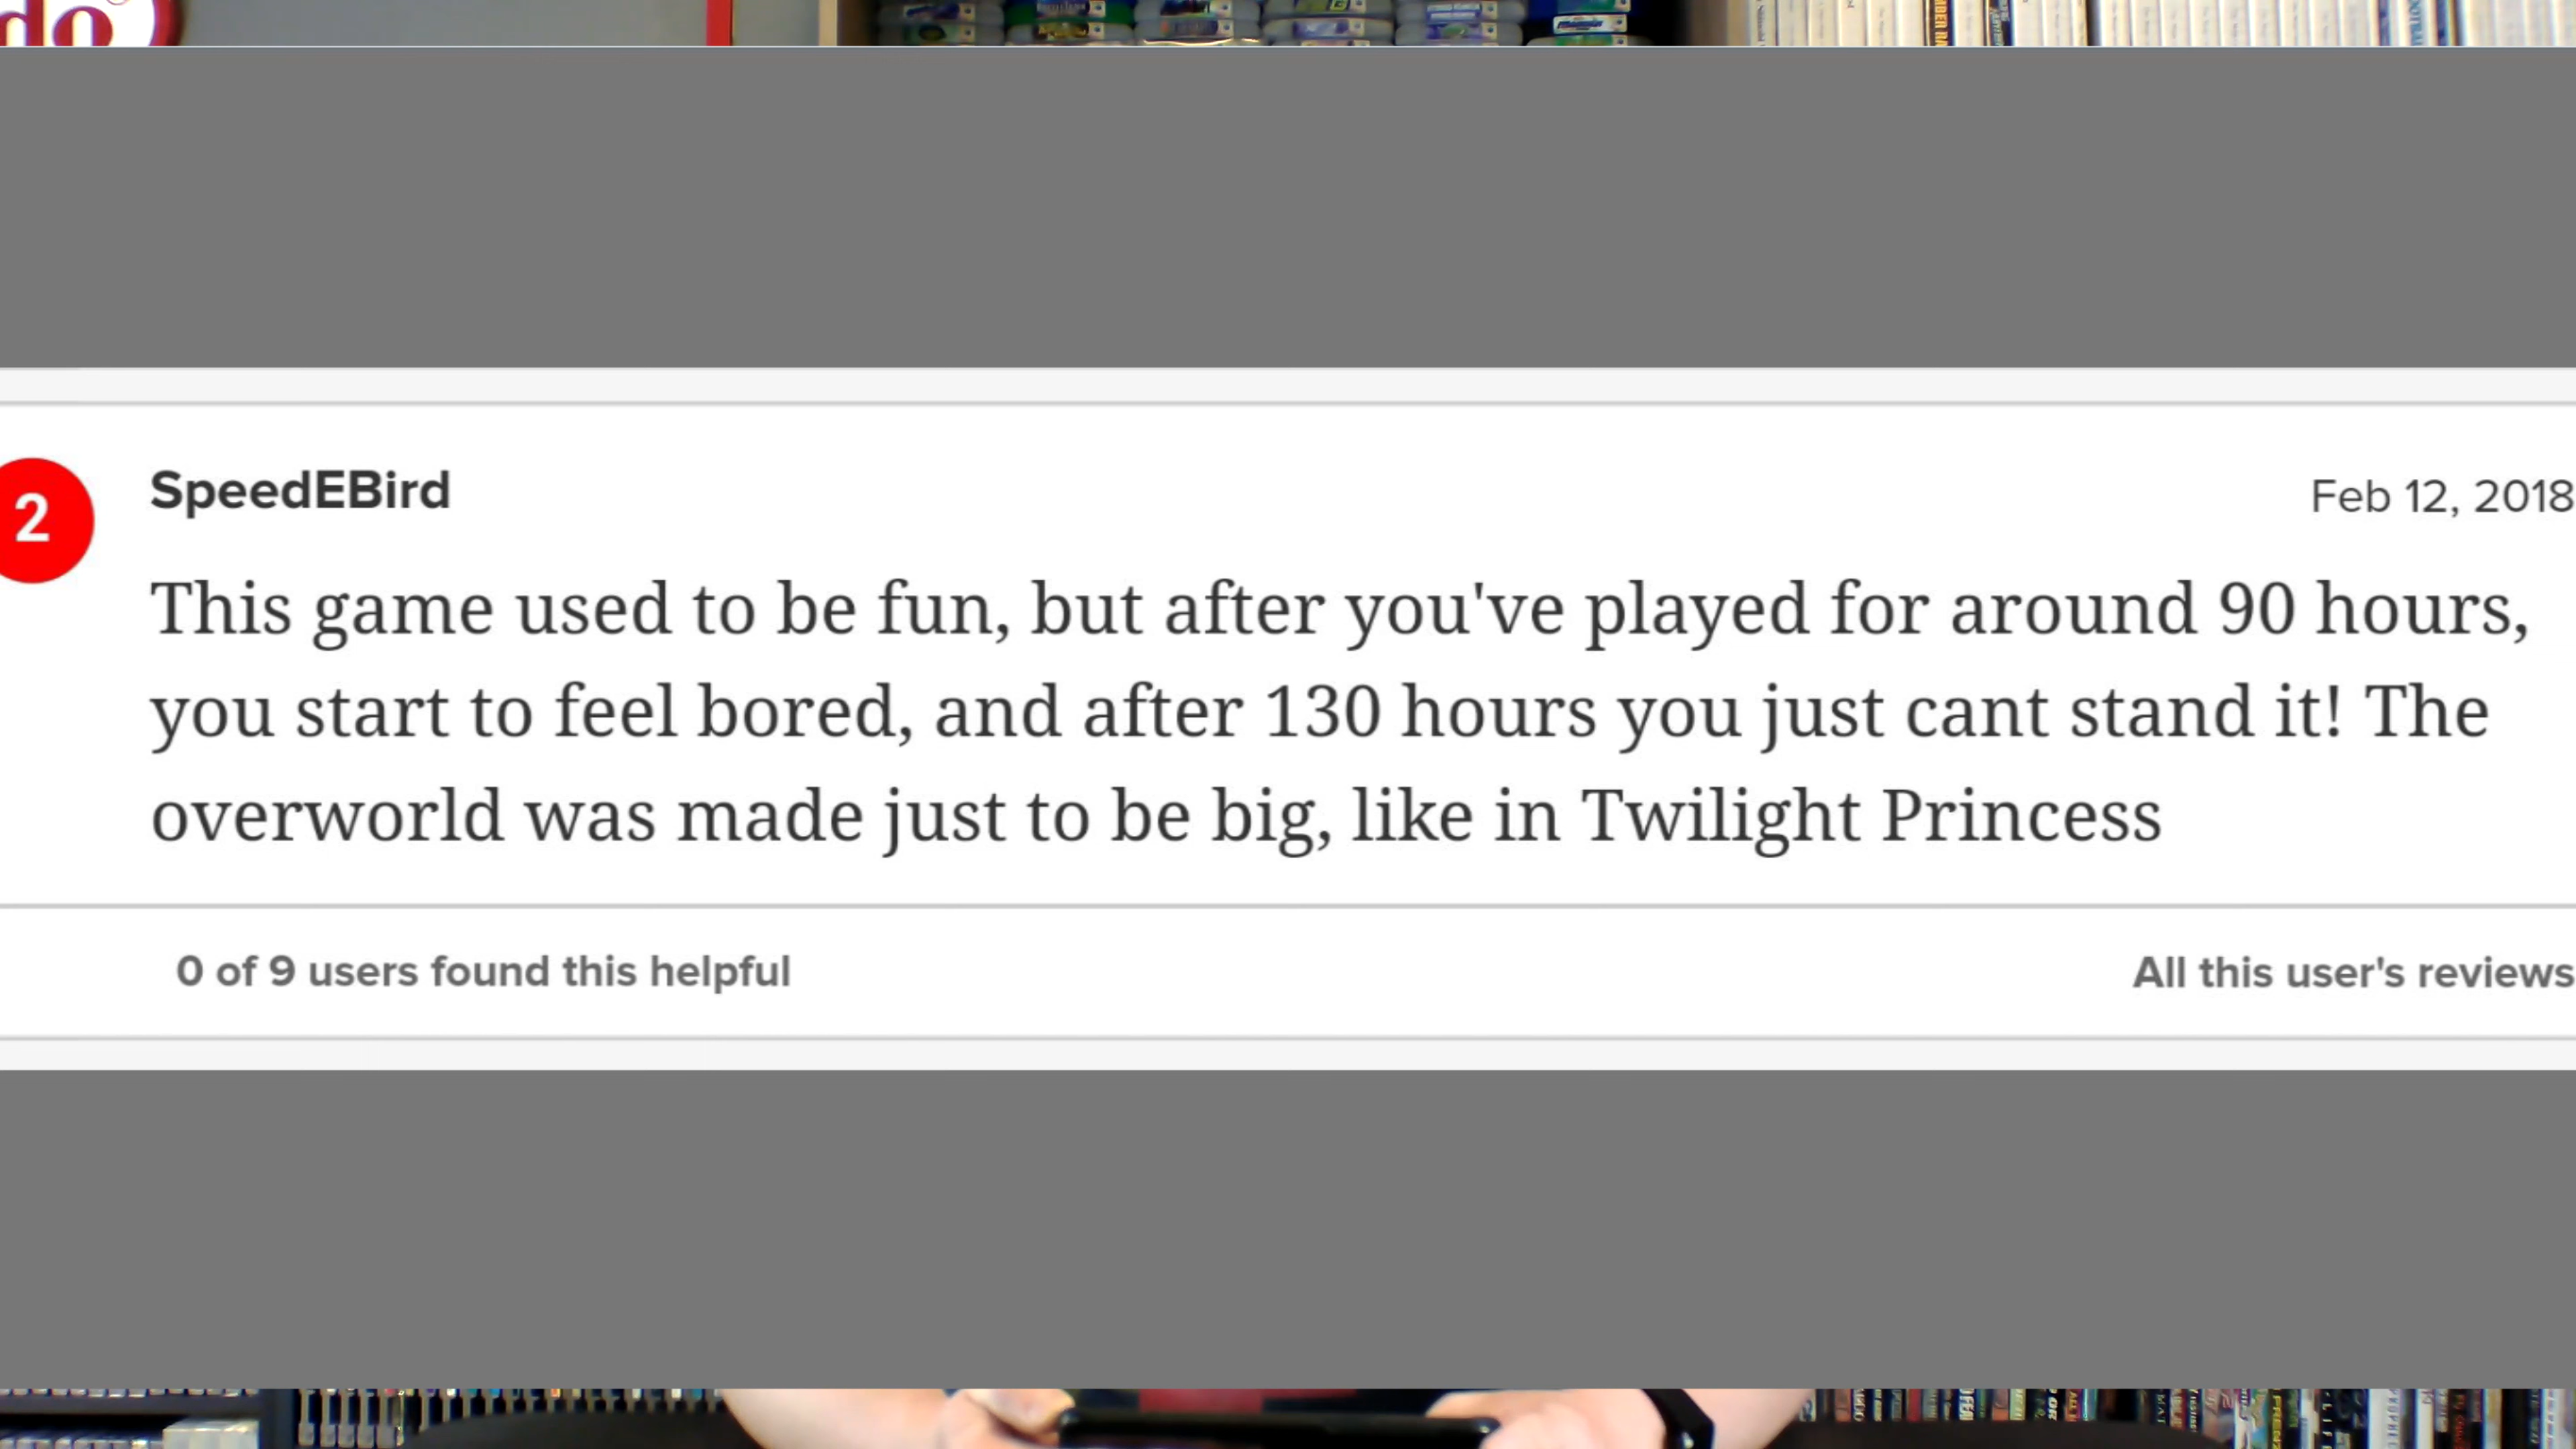 do
2
SpeedEBird
Feb 12, 2018
This game used to be fun, but after you've played for around 90 hours,
you start to feel bored, and after 130 hours you just cant stand it! The
overworld was made just to be big, like in Twilight Princess
0 of 9 users found this helpful
All this user's reviews